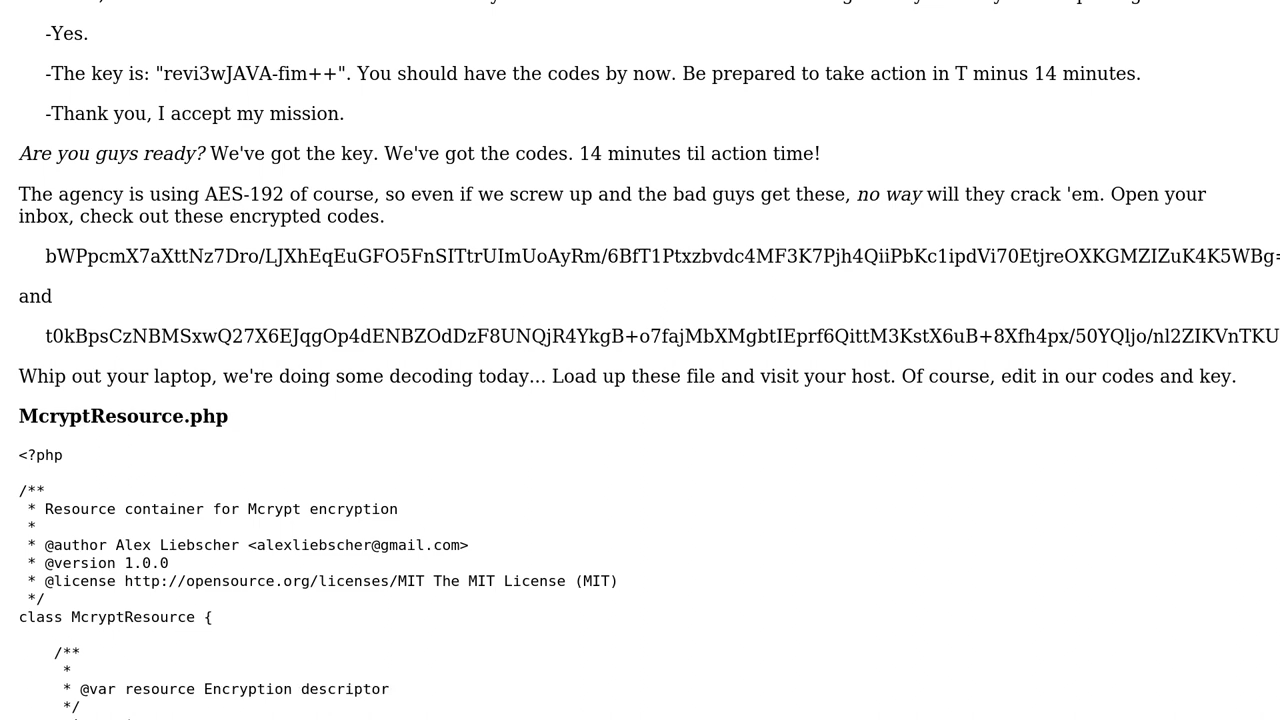 -Yes.
-The key is: "revi3wJAVA-fim++". You should have the codes by now. Be prepared to take action in T minus 14 minutes.
-Thank you, I accept my mission.
Are you guys ready? We've got the key. We've got the codes. 14 minutes til action time!
The agency is using AES-192 of course, so even if we screw up and the bad guys get these, no way will they crack 'em. Open your
inbox, check out these encrypted codes.
bWPpcmX7aXttNz7Dro/LJXhEqEuGFO5FnSITtrUImUoAyRm/6BfT1Ptxzbvdc4MF3K7Pjh4QiiPbKc1ipdVi70EtjreOXKGMZIZuK4K5WBg=
and
t0kBpsCzNBMSxwQ27X6EJqgOp4dENBZOdDzF8UNQjR4YkgB+o7fajMbXMgbtIEprf6QittM3KstX6uB+8Xfh4px/50YQljo/nl2ZIKVnTKU
Whip out your laptop, we're doing some decoding today... Load up these file and visit your host. Of course, edit in our codes and key.
McryptResource.php
<?php
/**
* Resource container for Mcrypt encryption
*
* @author Alex Liebscher <alexliebscher@gmail.com>
* @version 1.0.0
* @license http://opensource.org/licenses/MIT The MIT License (MIT)
*/
class McryptResource {
/**
*
* @var resource Encryption descriptor
*/